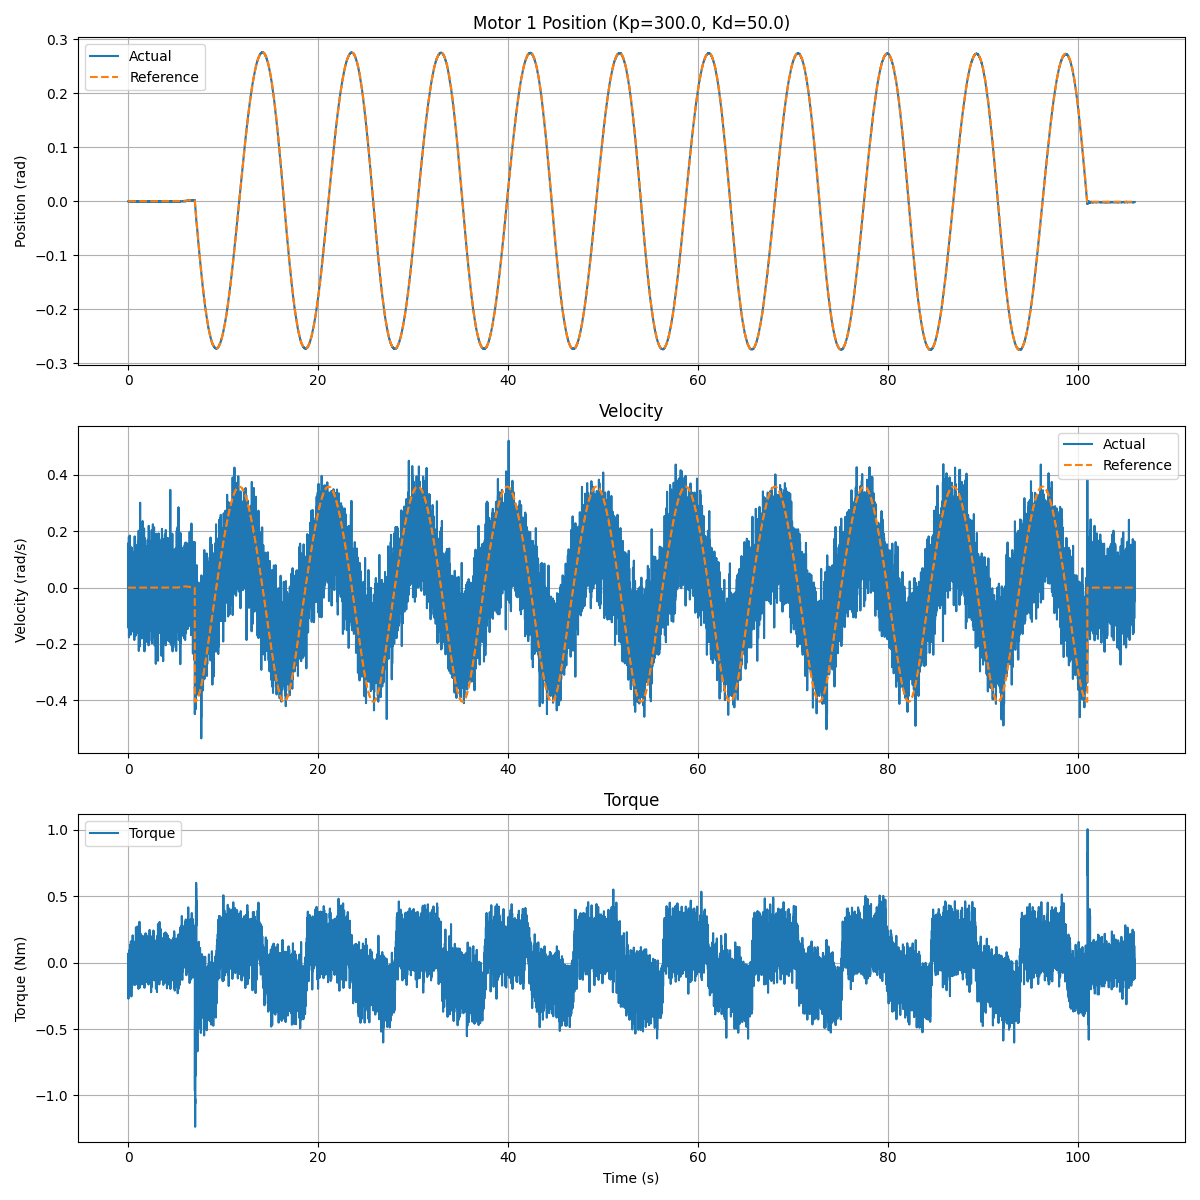 Motor 1 Position (Kp=300.0, Kd=50.0)
Position (rad)
0.3
0.2
0.1
0.0
−0.1
−0.2
−0.3
Actual
Reference
0 20 40 60 80 100
Velocity
Velocity (rad/s)
0.4
0.2
0.0
−0.2
−0.4
Actual
Reference
0 20 40 60 80 100
Torque
Torque (Nm)
1.0
0.5
0.0
−0.5
−1.0
Torque
0 20 40 60 80 100
Time (s)